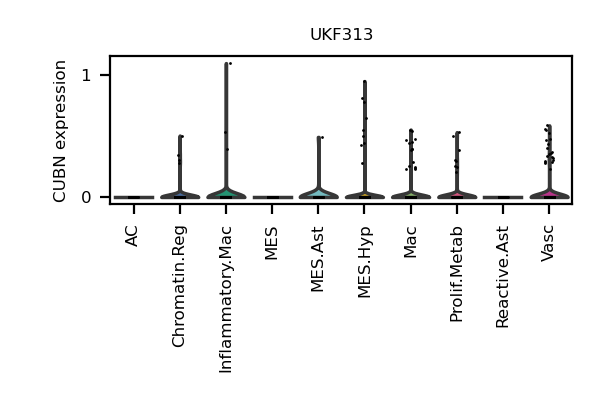 UKF313
CUBN expression
1
0
AC
Chromatin.Reg
Inflammatory.Mac
MES
MES.Ast
MES.Hyp
Mac
Prolif.Metab
Reactive.Ast
Vasc